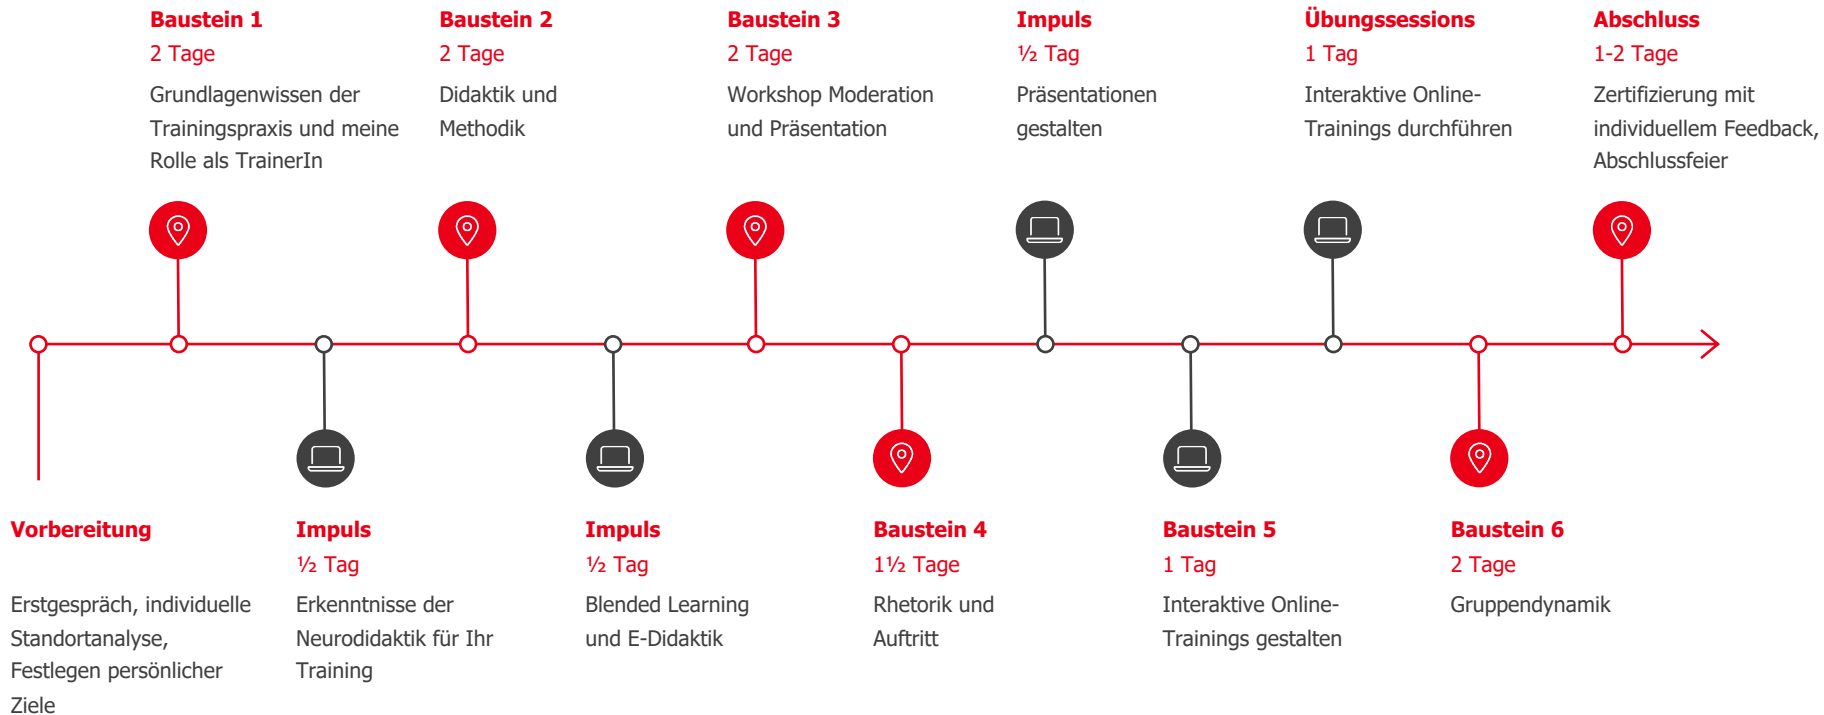 Baustein 1
2 Tage
Grundlagenwissen der
Trainingspraxis und meine
Rolle als TrainerIn
Baustein 2
2 Tage
Didaktik und
Methodik
Baustein 3
2 Tage
Workshop Moderation
und Präsentation
Impuls
½ Tag
Präsentationen
gestalten
Übungssessions
1 Tag
Interaktive Online-
Trainings durchführen
Abschluss
1-2 Tage
Zertifizierung mit
individuellem Feedback,
Abschlussfeier
Vorbereitung
Erstgespräch, individuelle
Standortanalyse,
Festlegen persönlicher
Ziele
Impuls
½ Tag
Erkenntnisse der
Neurodidaktik für Ihr
Training
Impuls
½ Tag
Blended Learning
und E-Didaktik
Baustein 4
1½ Tage
Rhetorik und
Auftritt
Baustein 5
1 Tag
Interaktive Online-
Trainings gestalten
Baustein 6
2 Tage
Gruppendynamik